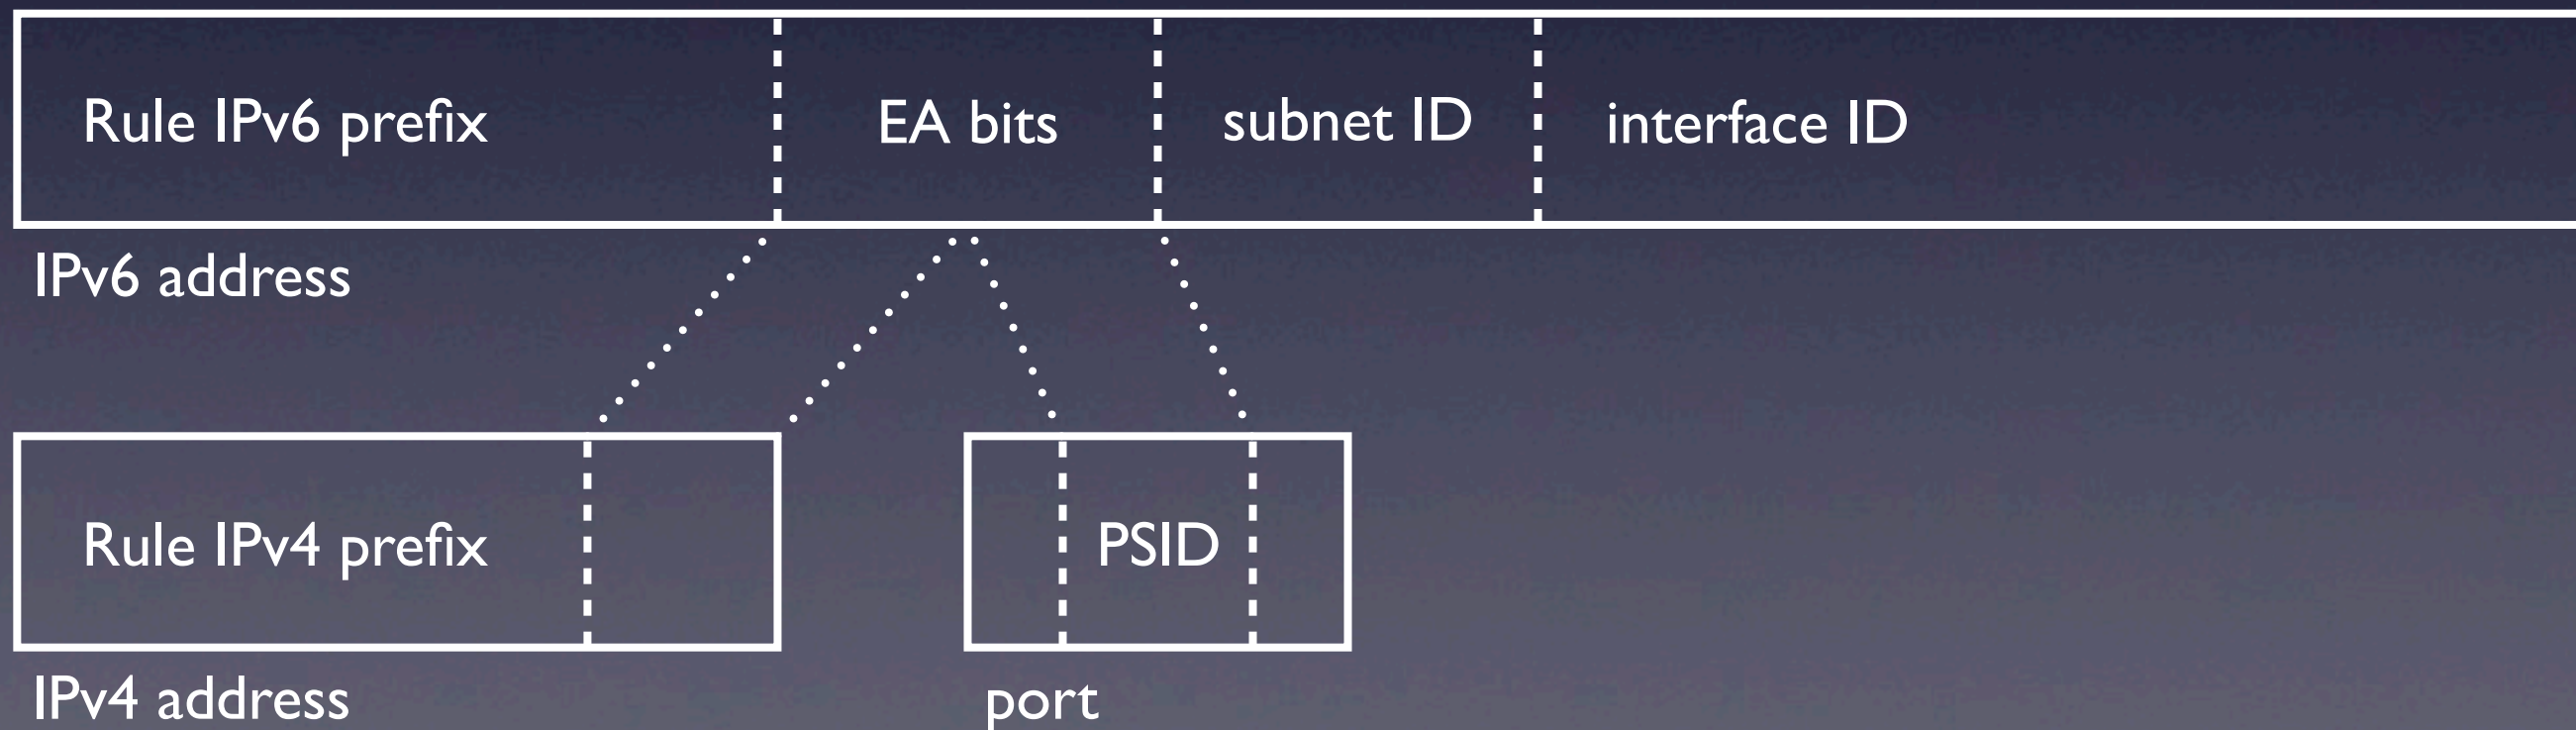 Rule IPv6 prefix
EA bits
subnet ID
interface ID
IPv6 address
Rule IPv4 prefix
PSID
IPv4 address
port